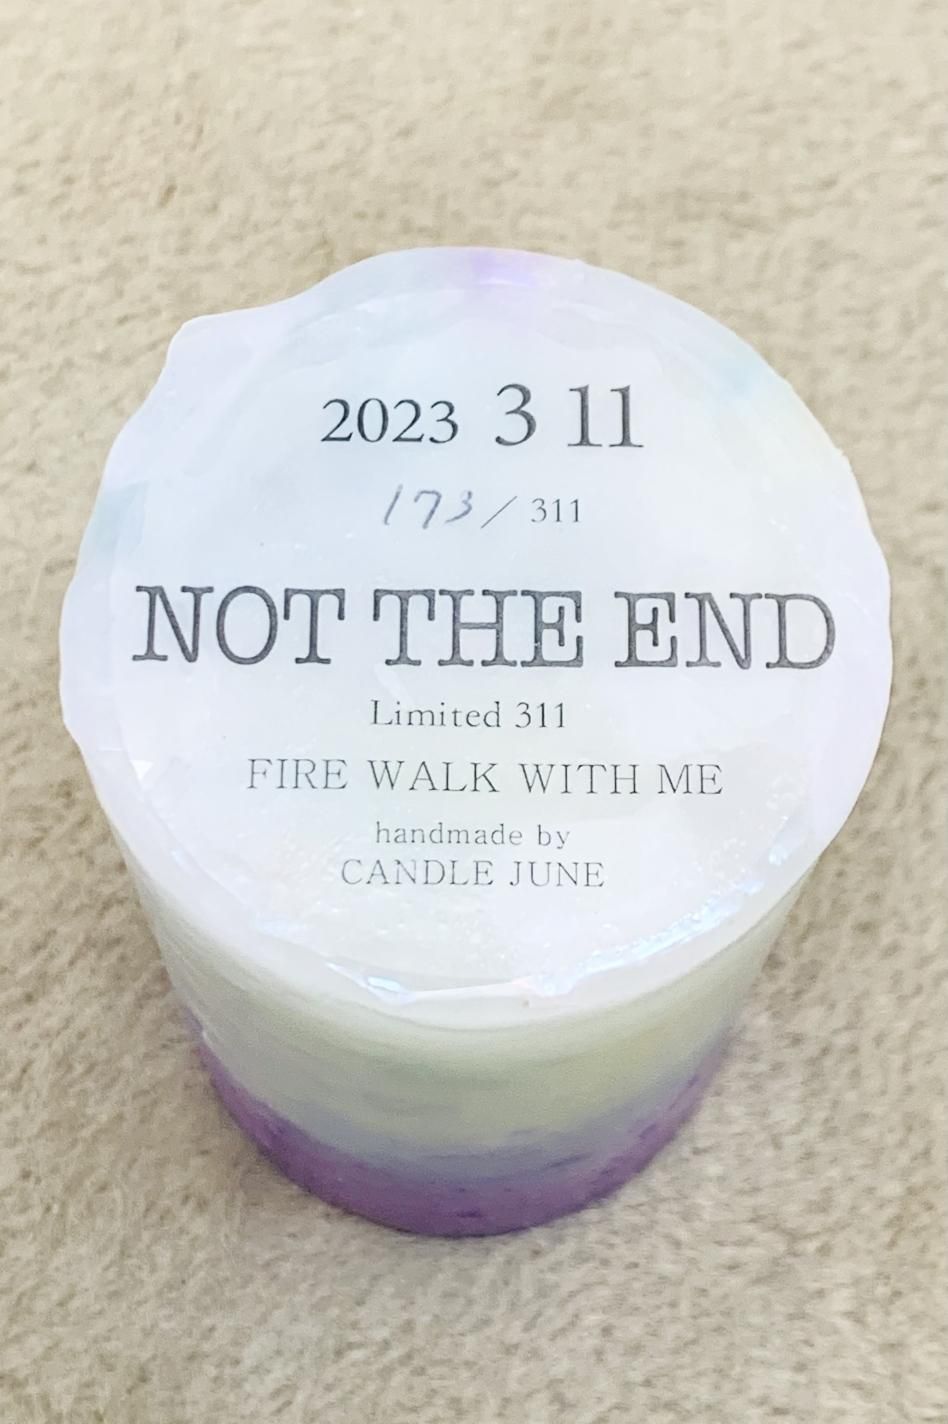 2023 3 11
173 / 311
NOT THE END
Limited 311
FIRE WALK WITH ME
handmade by
CANDLE JUNE